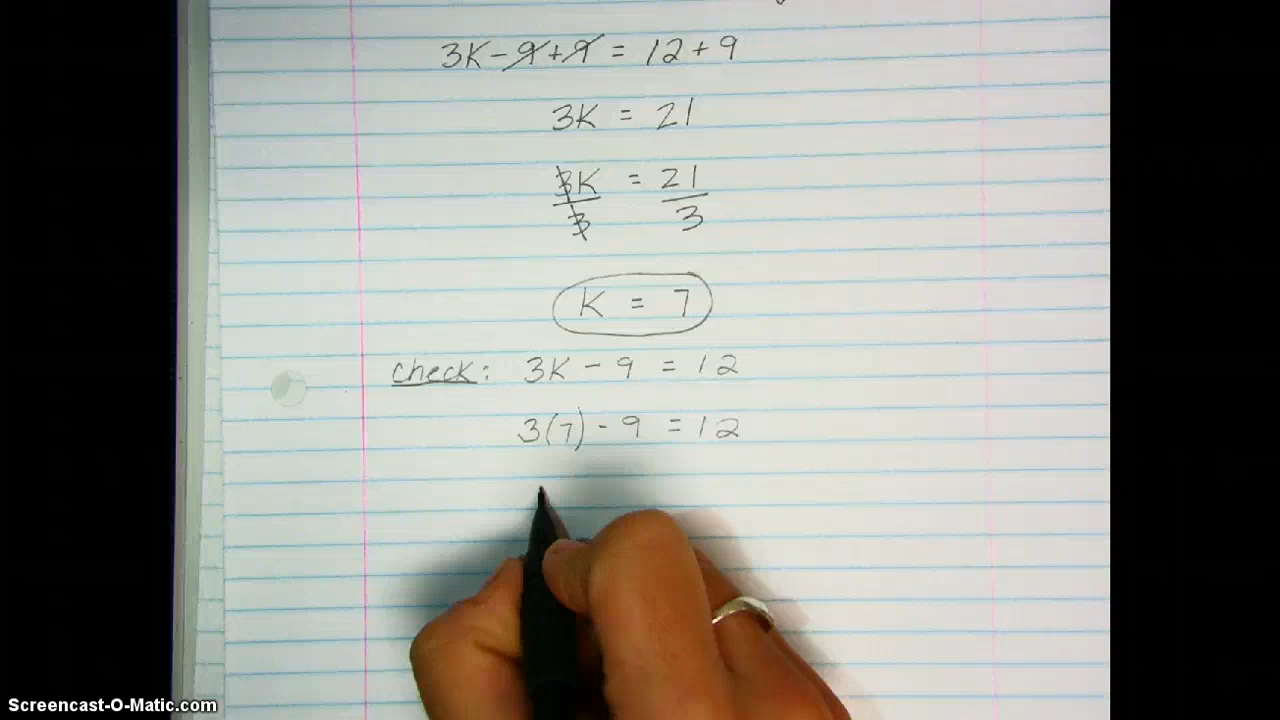 3K - 9 + 9 = 12 + 9
3K = 21
3K = 21
3 3
K = 7
check: 3K - 9 = 12
3(7) - 9 = 12
Screencast-O-Matic.com